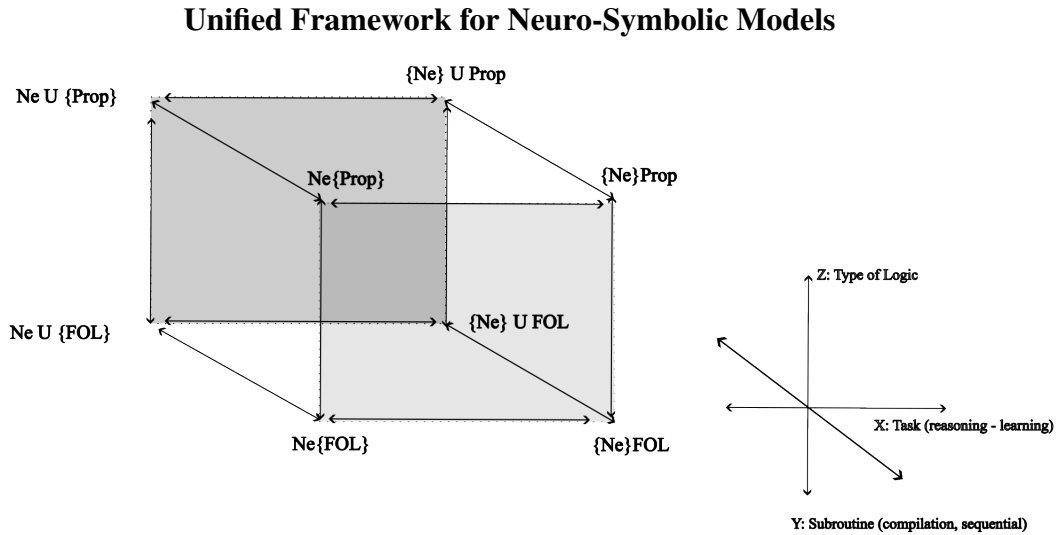 Unified Framework for Neuro-Symbolic Models
{Ne} U Prop
Ne U {Prop}
Ne{Prop}
{Ne}Prop
Z: Type of Logic
{Ne} U FOL
Ne U {FOL}
X: Task (reasoning - learning)
Ne{FOL}
{Ne}FOL
Y: Subroutine (compilation, sequential)